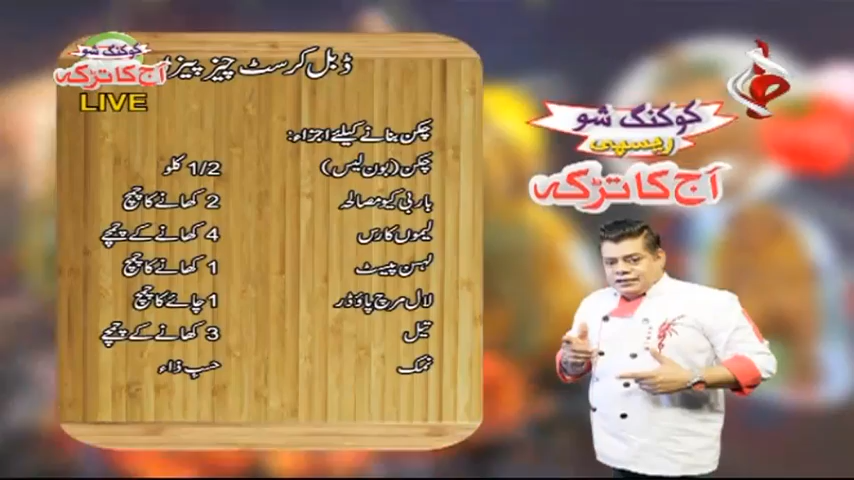 ڈبل کرسٹ چیز پیزا
کوکنگ شو
آج کا تڑکہ
LIVE
چکن بنانے کیلئے اجزاء:
چکن (بون لیس) 1/2 کلو
باربی کیو مصالحہ 2 کھانے کا چمچ
لیموں کا رس 4 کھانے کے چمچے
لہسن پیسٹ 1 کھانے کا چمچ
لال مرچ پاؤڈر 1 چائے کا چمچ
تیل 3 کھانے کے چمچے
نمک حسبِ ذاء
کوکنگ شو
ریسپی
آج کا تڑکہ